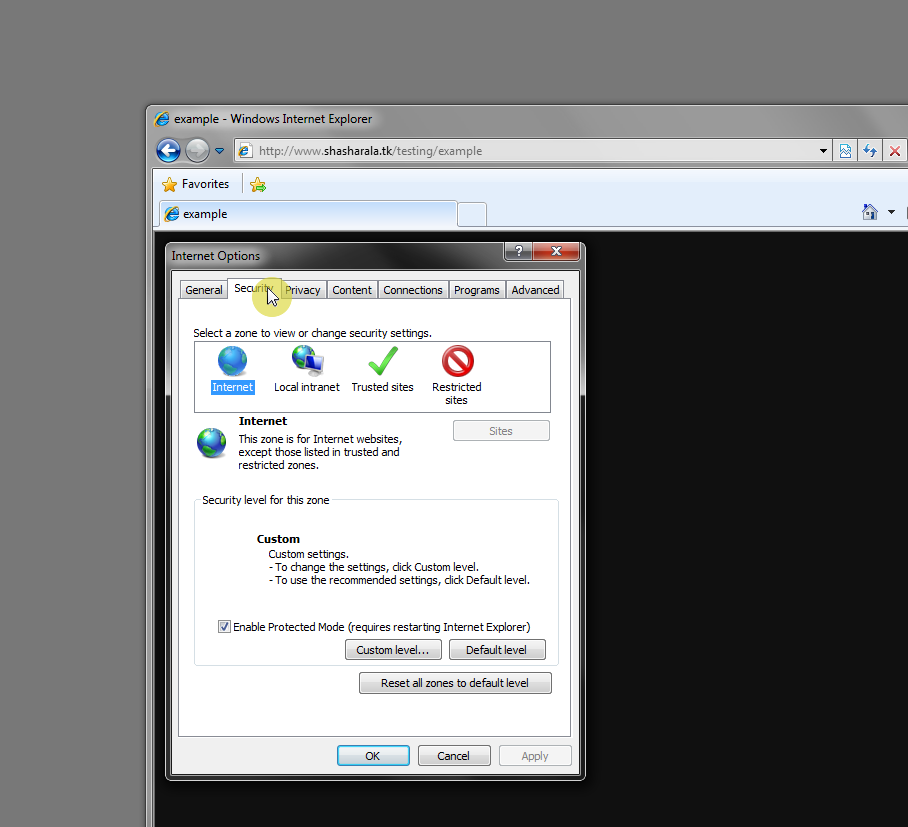 example - Windows Internet Explorer
http://www.shasharala.tk/testing/example
Favorites
example
Internet Options
?
General Security Privacy Content Connections Programs Advanced
Select a zone to view or change security settings.
Internet Local intranet Trusted sites Restricted
sites
Internet
Sites
This zone is for Internet websites,
except those listed in trusted and
restricted zones.
Security level for this zone
Custom
Custom settings.
- To change the settings, click Custom level.
- To use the recommended settings, click Default level.
Enable Protected Mode (requires restarting Internet Explorer)
Custom level... Default level
Reset all zones to default level
OK Cancel Apply